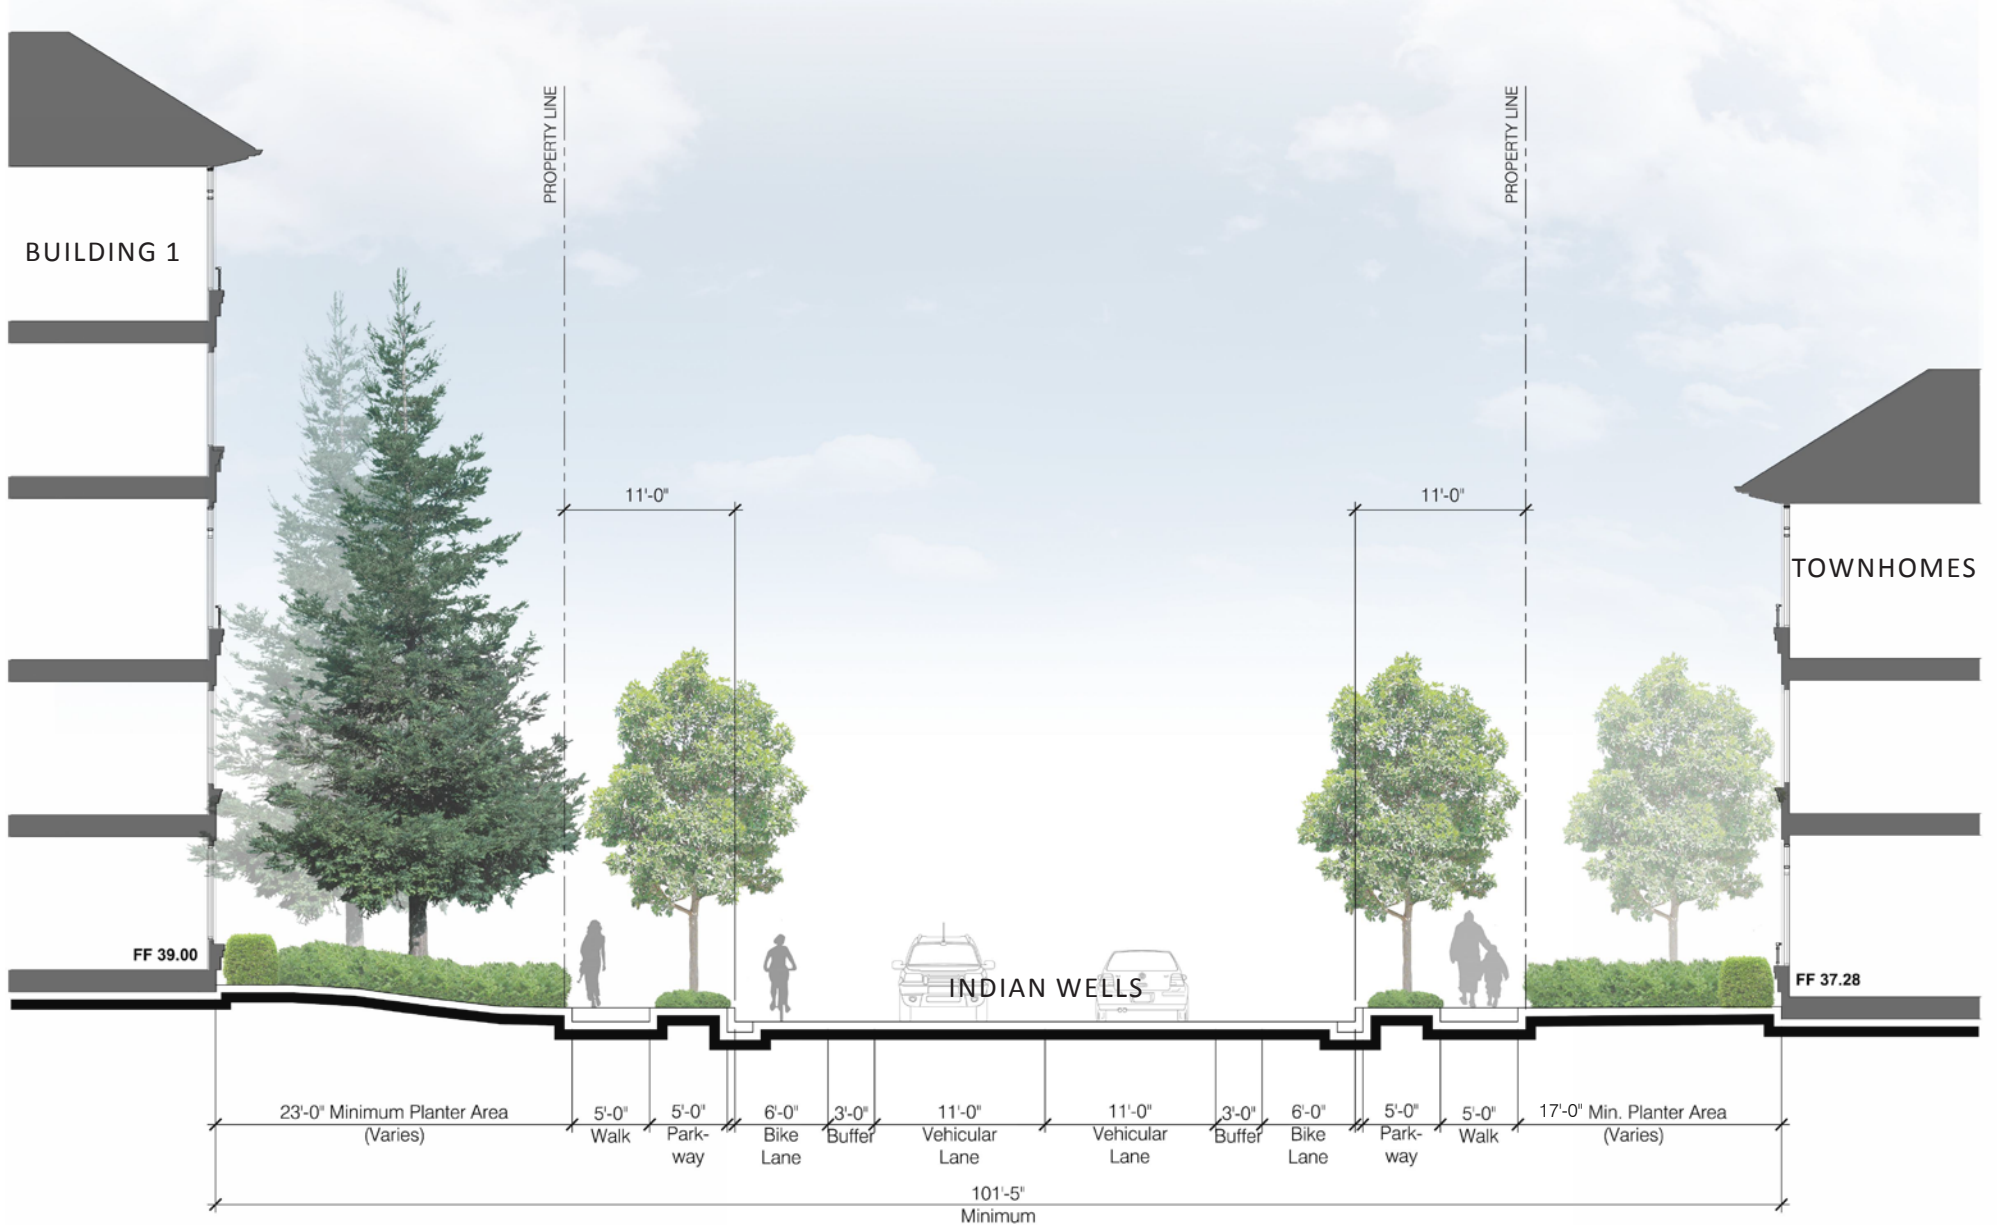 PROPERTY LINE
PROPERTY LINE
BUILDING 1
11'-0"
11'-0"
TOWNHOMES
FF 39.00
INDIAN WELLS
FF 37.28
23'-0" Minimum Planter Area
(Varies)
5'-0"
Walk
5'-0"
Park-
way
6'-0"
Bike
Lane
3'-0"
Buffer
11'-0"
Vehicular
Lane
11'-0"
Vehicular
Lane
3'-0"
Buffer
6'-0"
Bike
Lane
5'-0"
Park-
way
5'-0"
Walk
17'-0" Min. Planter Area
(Varies)
101'-5"
Minimum